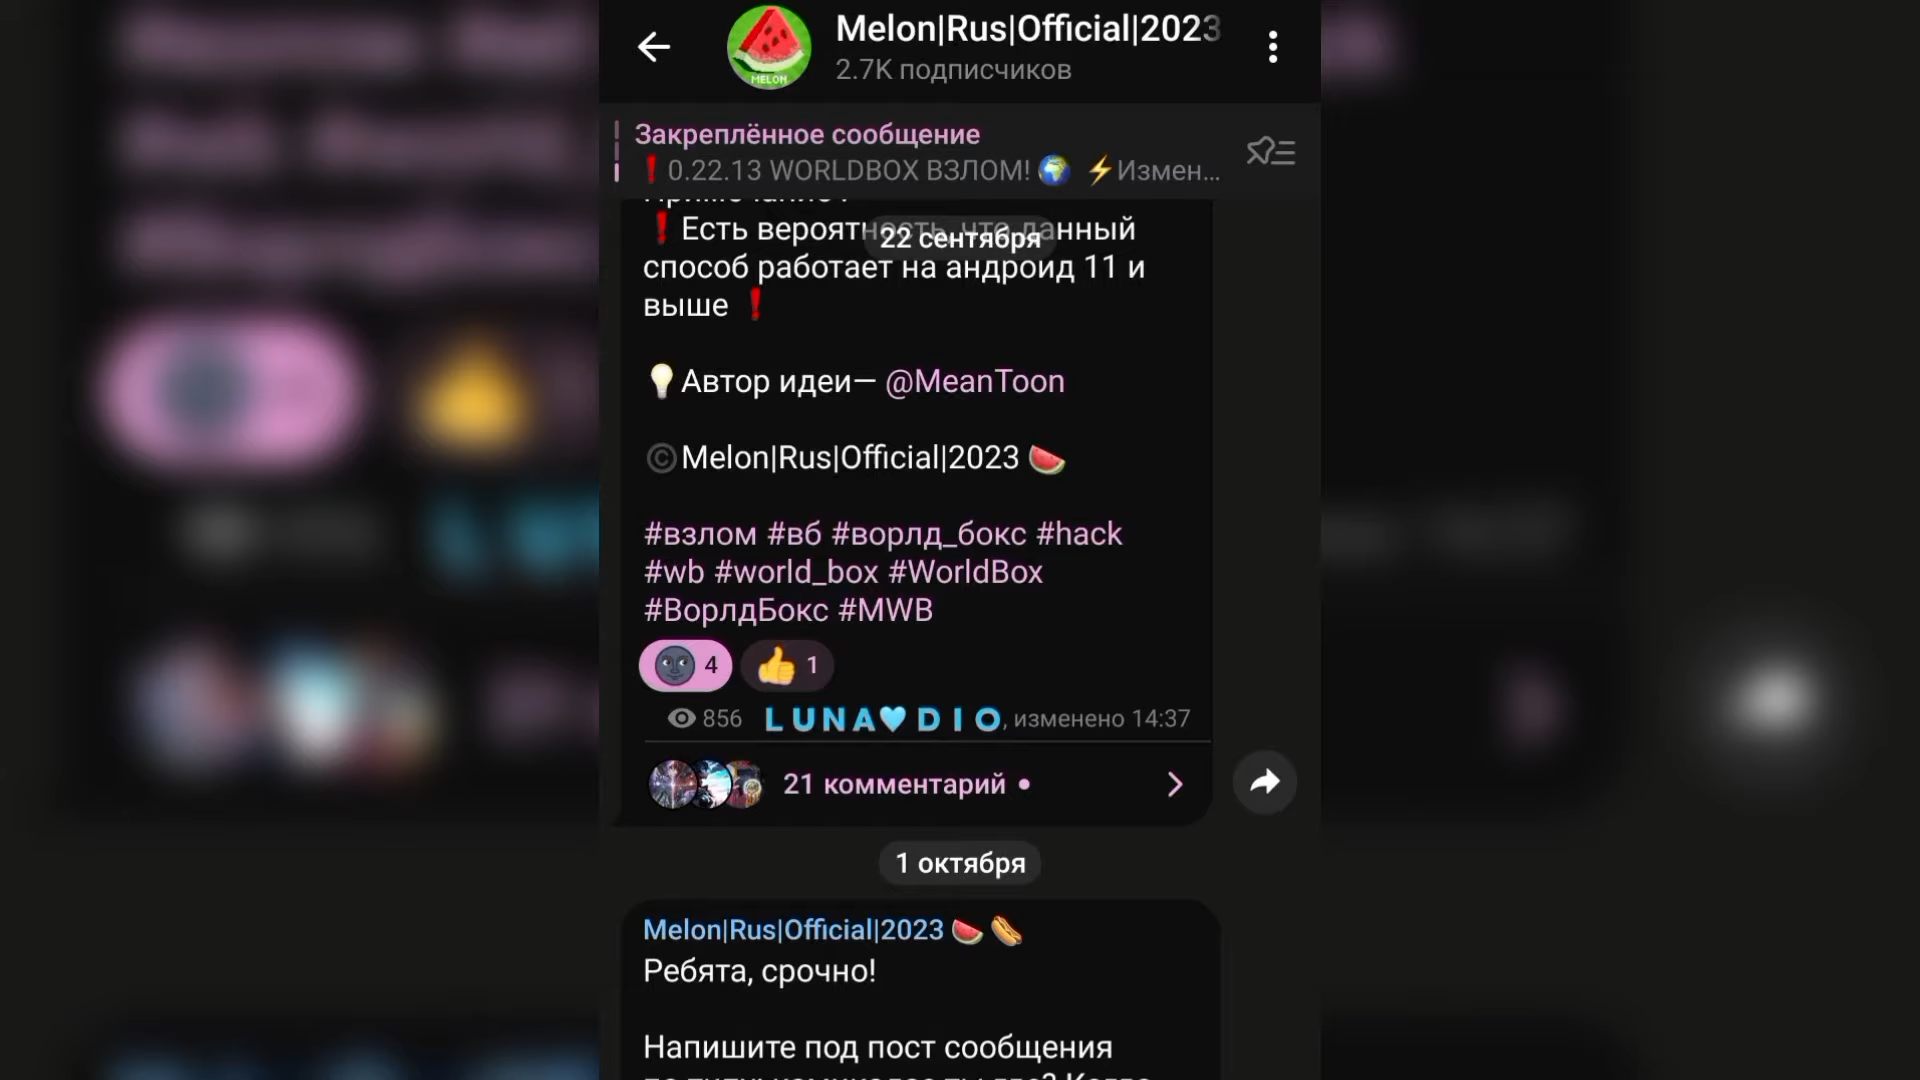 Melon|Rus|Official|2023
2.7K подписчиков
MELON
Закреплённое сообщение
❗0.22.13 WORLDBOX ВЗЛОМ! 🌍 ⚡Измен...
22 сентября
❗Есть вероятность, что данный
способ работает на андроид 11 и
выше ❗
💡Автор идеи— @MeanToon
©Melon|Rus|Official|2023 🍉
#взлом #вб #ворлд_бокс #hack
#wb #world_box #WorldBox
#ВорлдБокс #MWB
🌚 4 👍 1
856 LUNA🩵DIO, изменено 14:37
21 комментарий •
1 октября
Melon|Rus|Official|2023 🍉 🌭
Ребята, срочно!
Напишите под пост сообщения